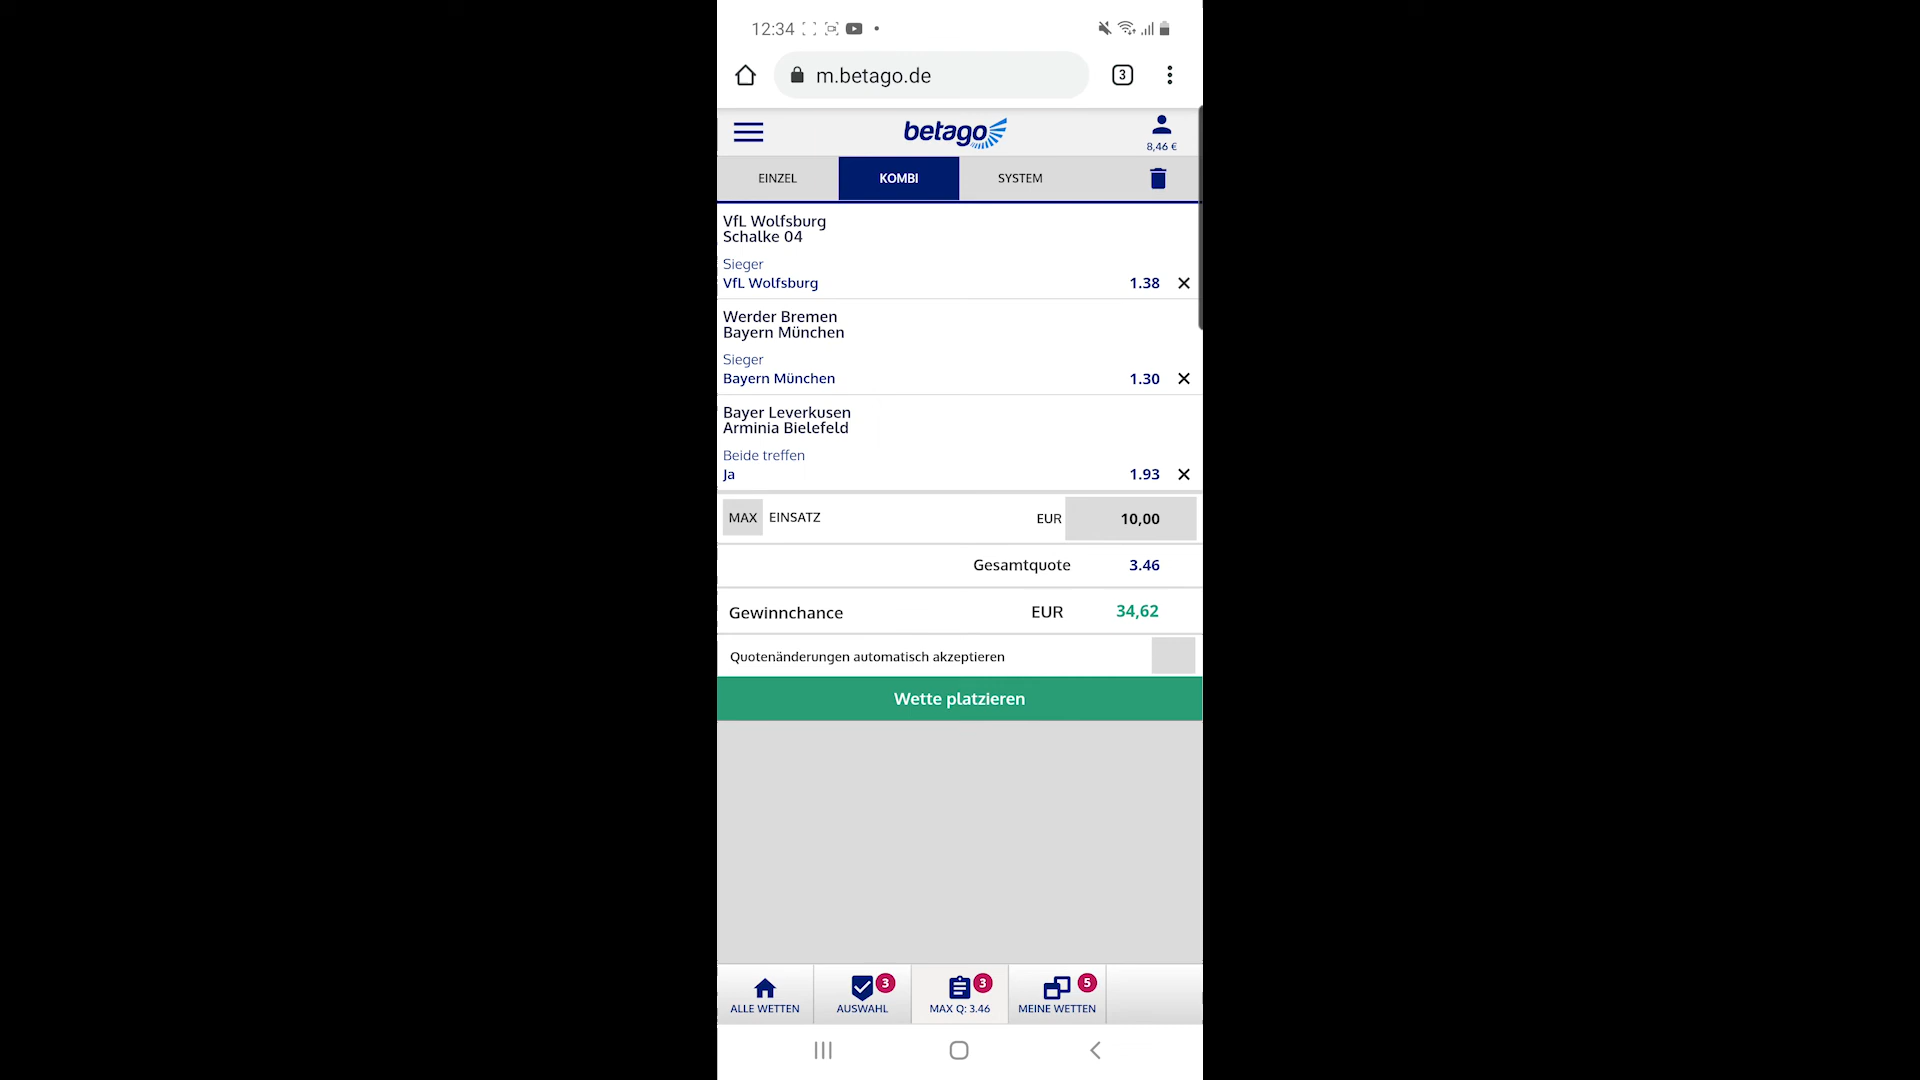 12:34
m.betago.de
3
betago
8,46 €
EINZEL
KOMBI
SYSTEM
VfL Wolfsburg
Schalke 04
Sieger
VfL Wolfsburg
1.38
Werder Bremen
Bayern München
Sieger
Bayern München
1.30
Bayer Leverkusen
Arminia Bielefeld
Beide treffen
Ja
1.93
MAX EINSATZ EUR 10,00
Gesamtquote 3.46
Gewinnchance EUR 34,62
Quotenänderungen automatisch akzeptieren
Wette platzieren
3
3
5
ALLE WETTEN
AUSWAHL
MAX Q: 3.46
MEINE WETTEN